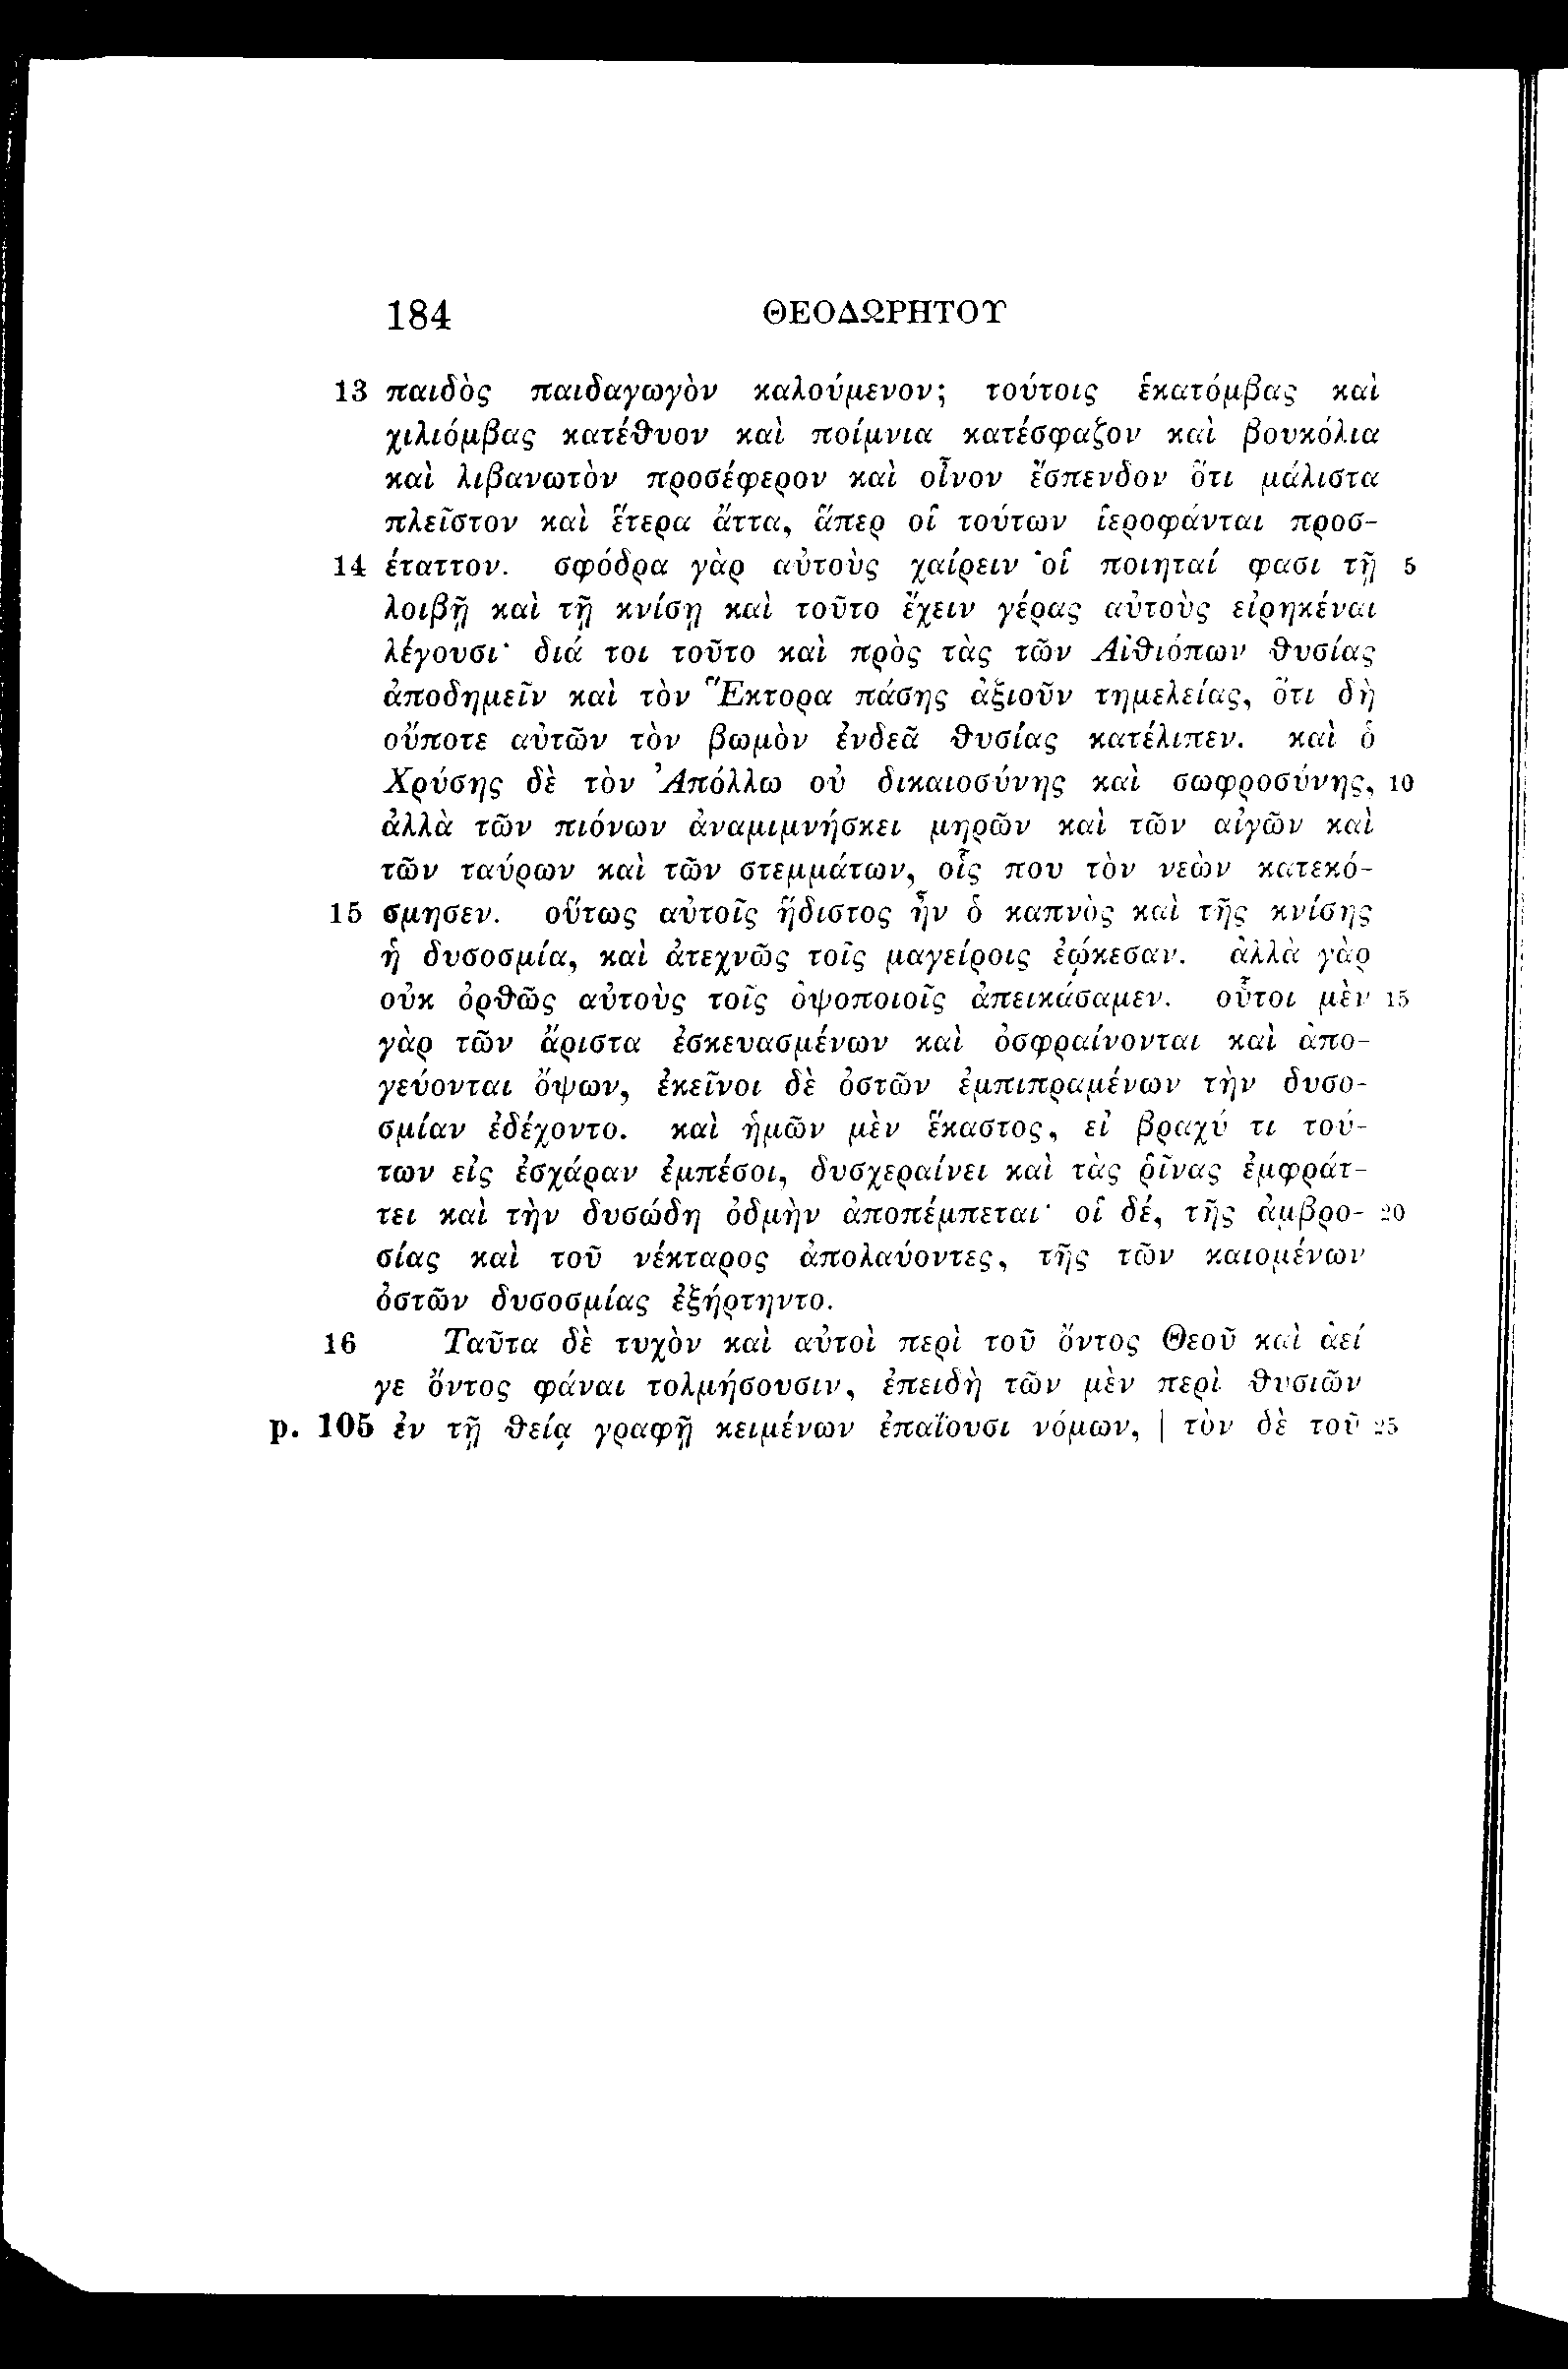 184 ΘΕΟΔΩΡΗΤΟΥ
13 παιδὸς παιδαγωγὸν καλούμενον; τούτοις ἑκατόμβας καὶ
χιλιόμβας κατέθυον καὶ ποίμνια κατέσφαζον καὶ βουκόλια
καὶ λιβανωτὸν προσέφερον καὶ οἶνον ἔσπενδον ὅτι μάλιστα
πλεῖστον καὶ ἕτερα ἄττα, ἅπερ οἱ τούτων ἱεροφάνται προσ-
14 έταττον. σφόδρα γὰρ αὐτοὺς χαίρειν οἱ ποιηταί φασι τῇ 5
λοιβῇ καὶ τῇ κνίσῃ καὶ τοῦτο ἔχειν γέρας αὐτοὺς εἰρηκέναι
λέγουσι· διά τοι τοῦτο καὶ πρὸς τὰς τῶν Αἰθιόπων θυσίας
ἀποδημεῖν καὶ τὸν Ἕκτορα πάσης ἀξιοῦν τημελείας, ὅτι δὴ
οὔποτε αὐτῶν τὸν βωμὸν ἐνδεᾶ θυσίας κατέλιπεν. καὶ ὁ
Χρύσης δὲ τὸν Ἀπόλλω οὐ δικαιοσύνης καὶ σωφροσύνης, 10
ἀλλὰ τῶν πιόνων ἀναμιμνήσκει μηρῶν καὶ τῶν αἰγῶν καὶ
τῶν ταύρων καὶ τῶν στεμμάτων, οἷς που τὸν νεὼν κατεκό-
15 σμησεν. οὕτως αὐτοῖς ἥδιστος ἦν ὁ καπνὸς καὶ τῆς κνίσης
ἡ δυσοσμία, καὶ ἀτεχνῶς τοῖς μαγείροις ἐῴκεσαν. ἀλλὰ γὰρ
οὐκ ὀρθῶς αὐτοὺς τοῖς ὀψοποιοῖς ἀπεικάσαμεν. οὗτοι μὲν 15
γὰρ τῶν ἄριστα ἐσκευασμένων καὶ ὀσφραίνονται καὶ ἀπο-
γεύονται ὄψων, ἐκεῖνοι δὲ ὀστῶν ἐμπιπραμένων τὴν δυσο-
σμίαν ἐδέχοντο. καὶ ἡμῶν μὲν ἕκαστος, εἰ βραχύ τι τού-
των εἰς ἐσχάραν ἐμπέσοι, δυσχεραίνει καὶ τὰς ῥῖνας ἐμφράτ-
τει καὶ τὴν δυσώδη ὀδμὴν ἀποπέμπεται· οἱ δέ, τῆς ἀμβρο- 20
σίας καὶ τοῦ νέκταρος ἀπολαύοντες, τῆς τῶν καιομένων
ὀστῶν δυσοσμίας ἐξήρτηντο.
16 Ταῦτα δὲ τυχὸν καὶ αὐτοὶ περὶ τοῦ ὄντος Θεοῦ καὶ ἀεί
γε ὄντος φάναι τολμήσουσιν, ἐπειδὴ τῶν μὲν περὶ θυσιῶν
p. 105 ἐν τῇ θείᾳ γραφῇ κειμένων ἐπαΐουσι νόμων, | τὸν δὲ τοῦ 25